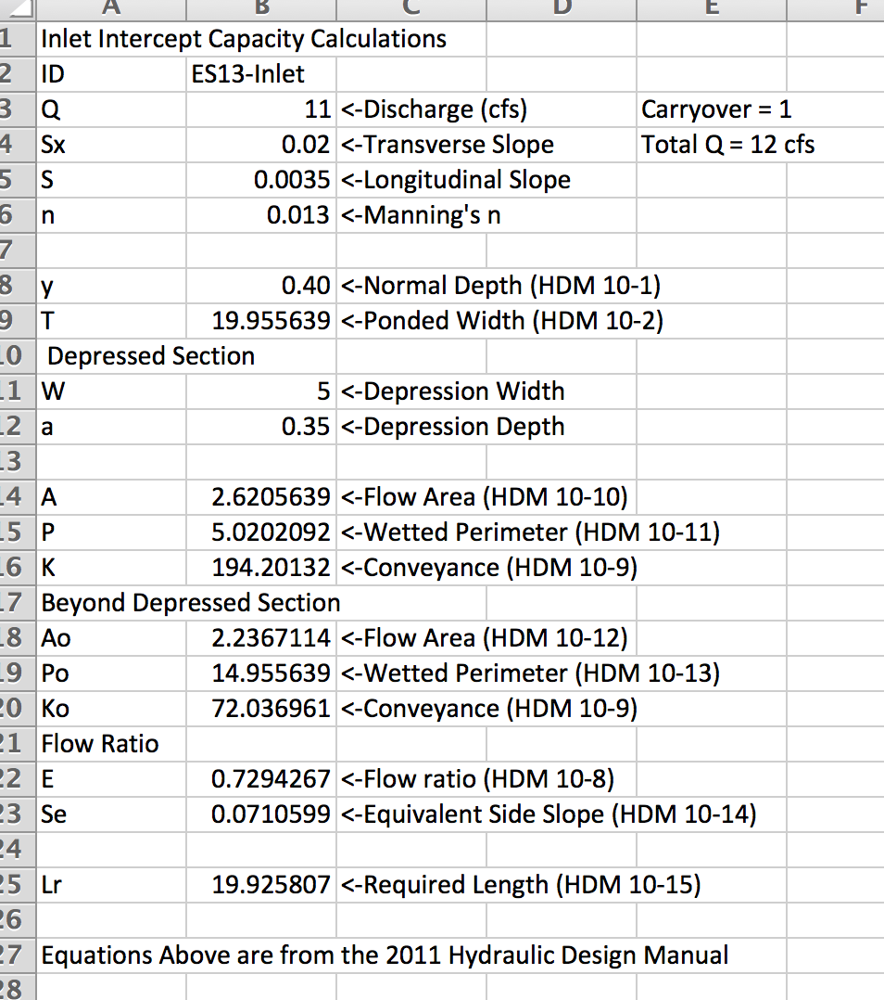 A B C D E F
1 Inlet Intercept Capacity Calculations
2 ID ES13-Inlet
3 Q 11 <-Discharge (cfs) Carryover = 1
4 Sx 0.02 <-Transverse Slope Total Q = 12 cfs
5 S 0.0035 <-Longitudinal Slope
6 n 0.013 <-Manning's n
7
8 y 0.40 <-Normal Depth (HDM 10-1)
9 T 19.955639 <-Ponded Width (HDM 10-2)
10 Depressed Section
11 W 5 <-Depression Width
12 a 0.35 <-Depression Depth
13
14 A 2.6205639 <-Flow Area (HDM 10-10)
15 P 5.0202092 <-Wetted Perimeter (HDM 10-11)
16 K 194.20132 <-Conveyance (HDM 10-9)
17 Beyond Depressed Section
18 Ao 2.2367114 <-Flow Area (HDM 10-12)
19 Po 14.955639 <-Wetted Perimeter (HDM 10-13)
20 Ko 72.036961 <-Conveyance (HDM 10-9)
21 Flow Ratio
22 E 0.7294267 <-Flow ratio (HDM 10-8)
23 Se 0.0710599 <-Equivalent Side Slope (HDM 10-14)
24
25 Lr 19.925807 <-Required Length (HDM 10-15)
26
27 Equations Above are from the 2011 Hydraulic Design Manual
28